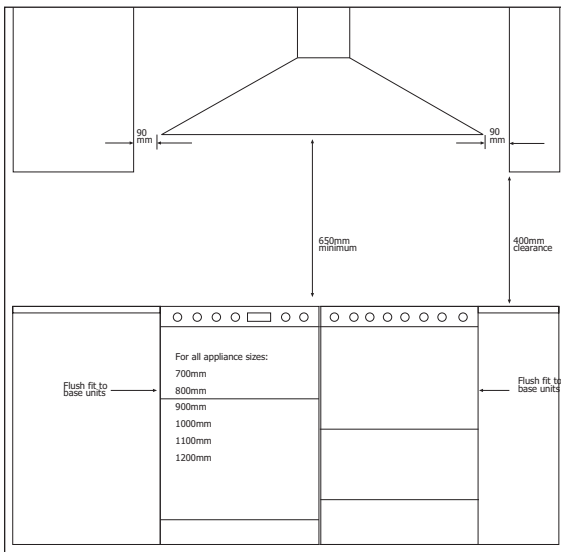 90
mm
90
mm
650mm
minimum
400mm
clearance
For all appliance sizes:
700mm
800mm
900mm
1000mm
1100mm
1200mm
Flush fit to
base units
Flush fit to
base units